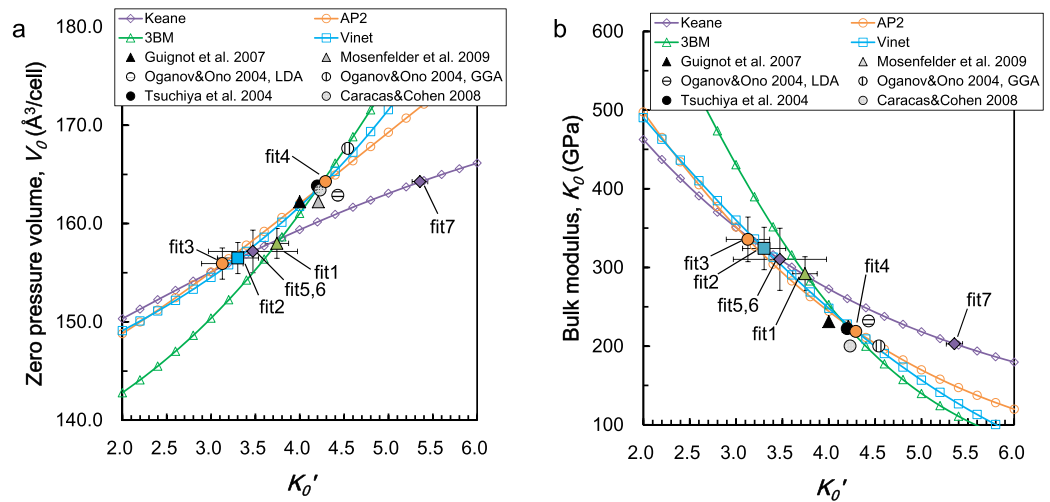 a
Keane
AP2
3BM
Vinet
Guignot et al. 2007
Mosenfelder et al. 2009
Oganov&Ono 2004, LDA
Oganov&Ono 2004, GGA
Tsuchiya et al. 2004
Caracas&Cohen 2008
Zero pressure volume, V0 (Å3/cell)
180.0
170.0
160.0
150.0
140.0
fit4
fit3
fit7
fit1
fit5,6
fit2
2.0 2.5 3.0 3.5 4.0 4.5 5.0 5.5 6.0
K0'
b
Keane
AP2
3BM
Vinet
Guignot et al. 2007
Mosenfelder et al. 2009
Oganov&Ono 2004, LDA
Oganov&Ono 2004, GGA
Tsuchiya et al. 2004
Caracas&Cohen 2008
Bulk modulus, K0 (GPa)
600
500
400
300
200
100
fit3
fit2
fit5,6
fit1
fit4
fit7
2.0 2.5 3.0 3.5 4.0 4.5 5.0 5.5 6.0
K0'